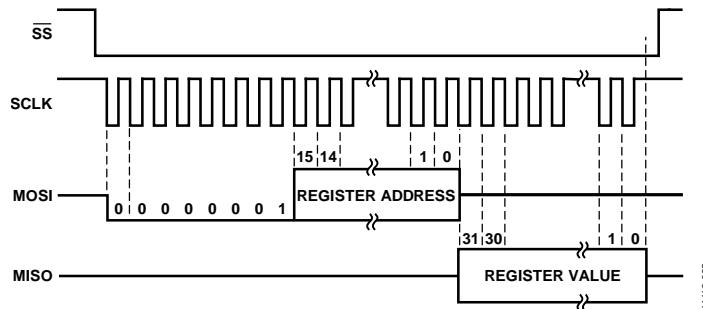 SS
SCLK
15 14 1 0
MOSI 0 0 0 0 0 0 0 1 REGISTER ADDRESS
31 30 1 0
MISO REGISTER VALUE